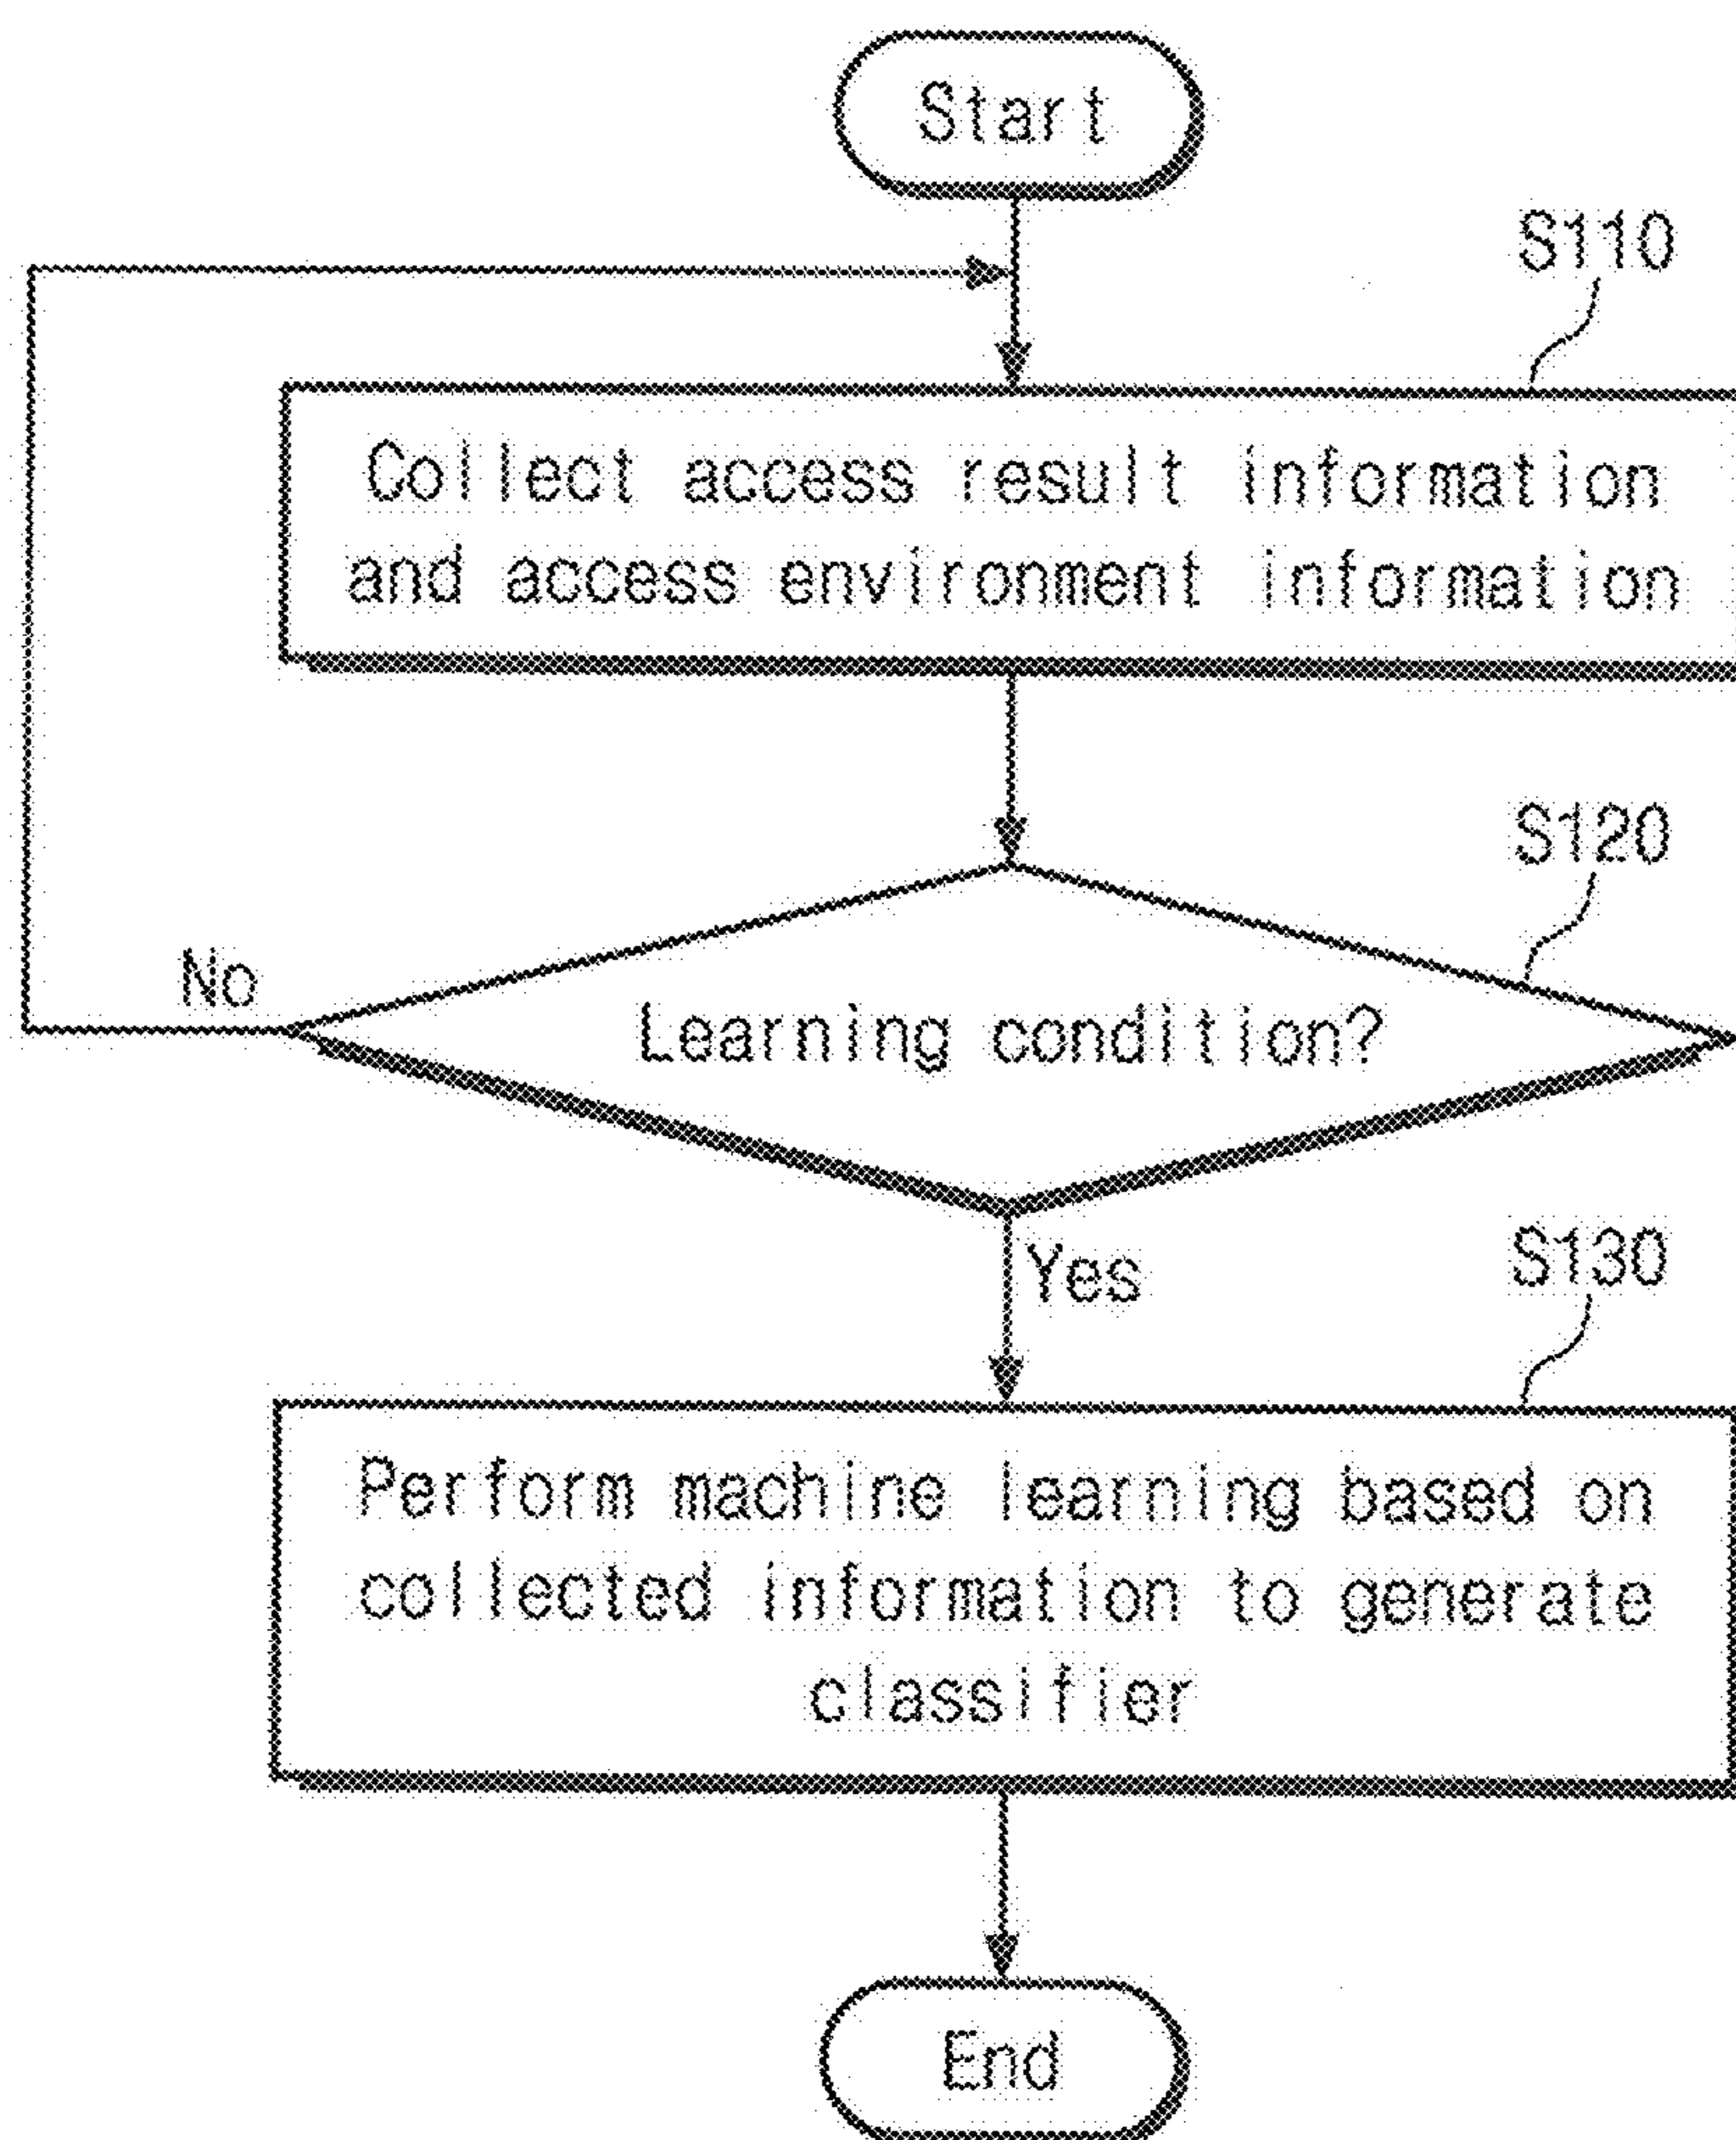 Start
S110
Collect access result information
and access environment information
S120
No
Learning condition?
Yes
S130
Perform machine learning based on
collected information to generate
classifier
End